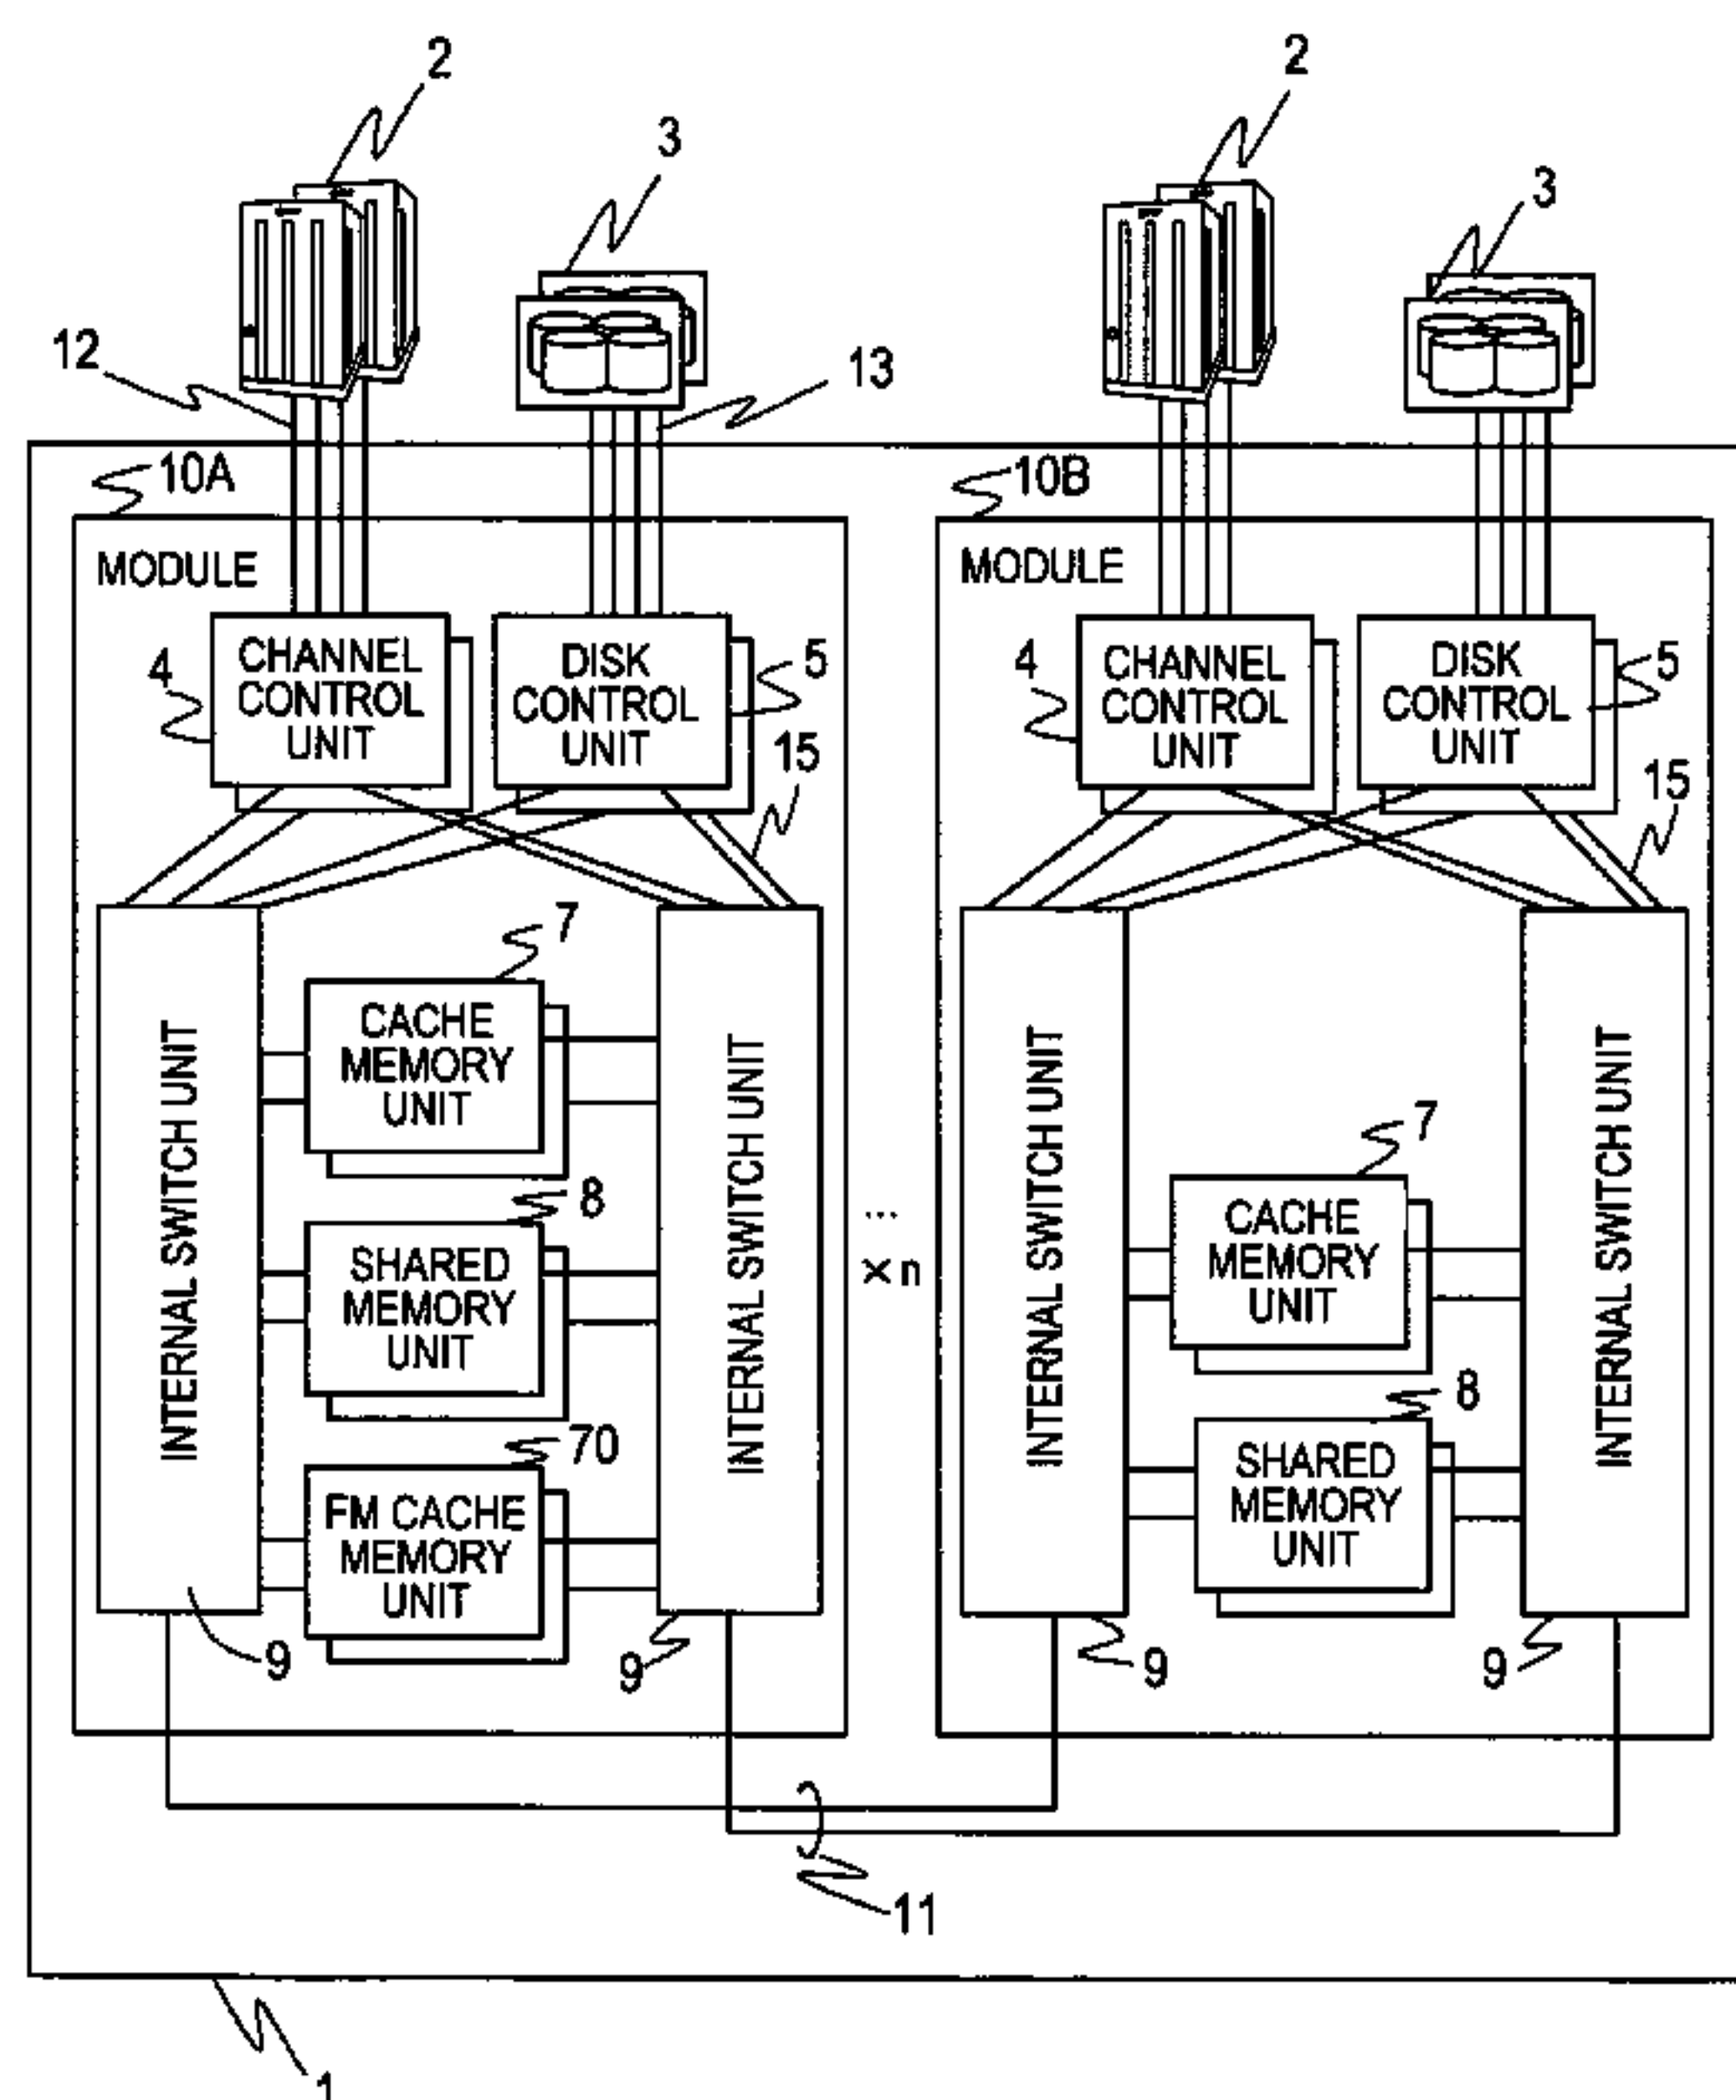 2
2
3
3
12
13
10A
10B
MODULE
MODULE
4
CHANNEL
CONTROL
UNIT
DISK
CONTROL
UNIT
5
15
4
CHANNEL
CONTROL
UNIT
DISK
CONTROL
UNIT
5
15
INTERNAL SWITCH UNIT
7
CACHE
MEMORY
UNIT
8
SHARED
MEMORY
UNIT
70
FM CACHE
MEMORY
UNIT
INTERNAL SWITCH UNIT
9
9
...
× n
INTERNAL SWITCH UNIT
7
CACHE
MEMORY
UNIT
8
SHARED
MEMORY
UNIT
INTERNAL SWITCH UNIT
9
9
11
1